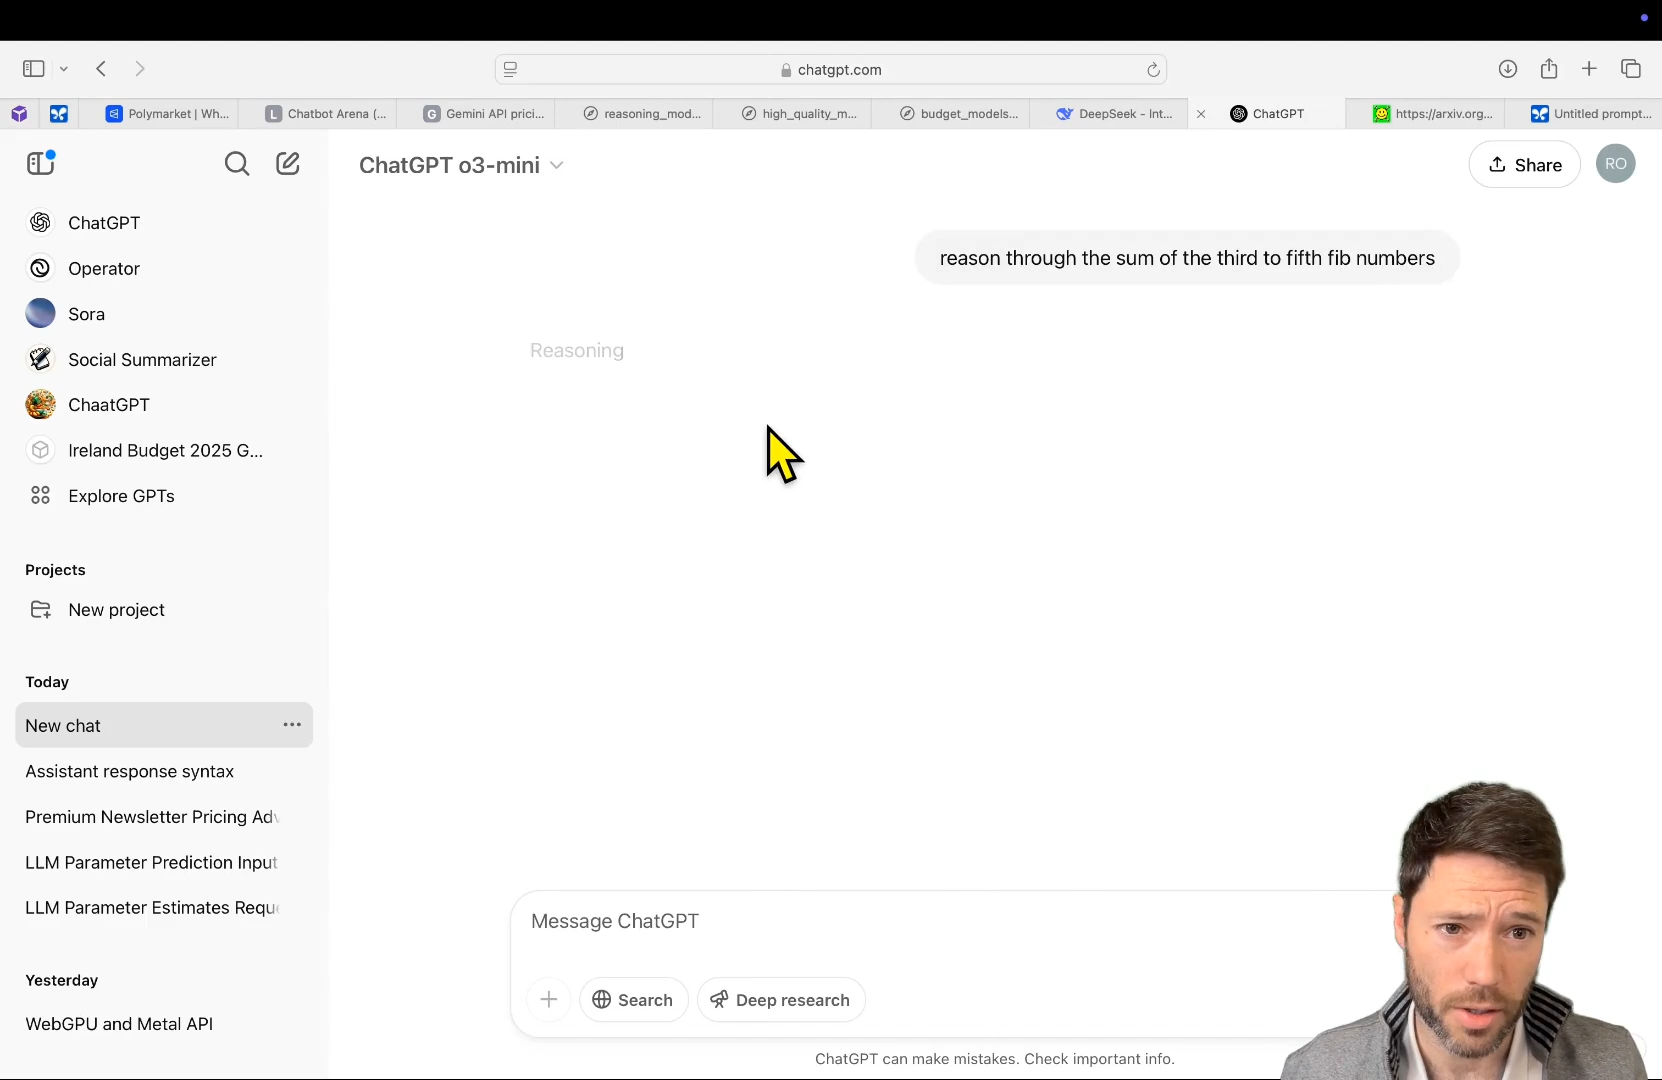 chatgpt.com
Polymarket | Wh...
Chatbot Arena (...
Gemini API prici...
reasoning_mod...
high_quality_m...
budget_models...
DeepSeek - Int...
ChatGPT
https://arxiv.org...
Untitled prompt...
ChatGPT o3-mini
Share
RO
ChatGPT
Operator
Sora
Social Summarizer
ChaatGPT
Ireland Budget 2025 G...
Explore GPTs
Projects
New project
Today
New chat
Assistant response syntax
Premium Newsletter Pricing Adv
LLM Parameter Prediction Input
LLM Parameter Estimates Reque
Yesterday
WebGPU and Metal API
reason through the sum of the third to fifth fib numbers
Reasoning
Message ChatGPT
Search
Deep research
ChatGPT can make mistakes. Check important info.